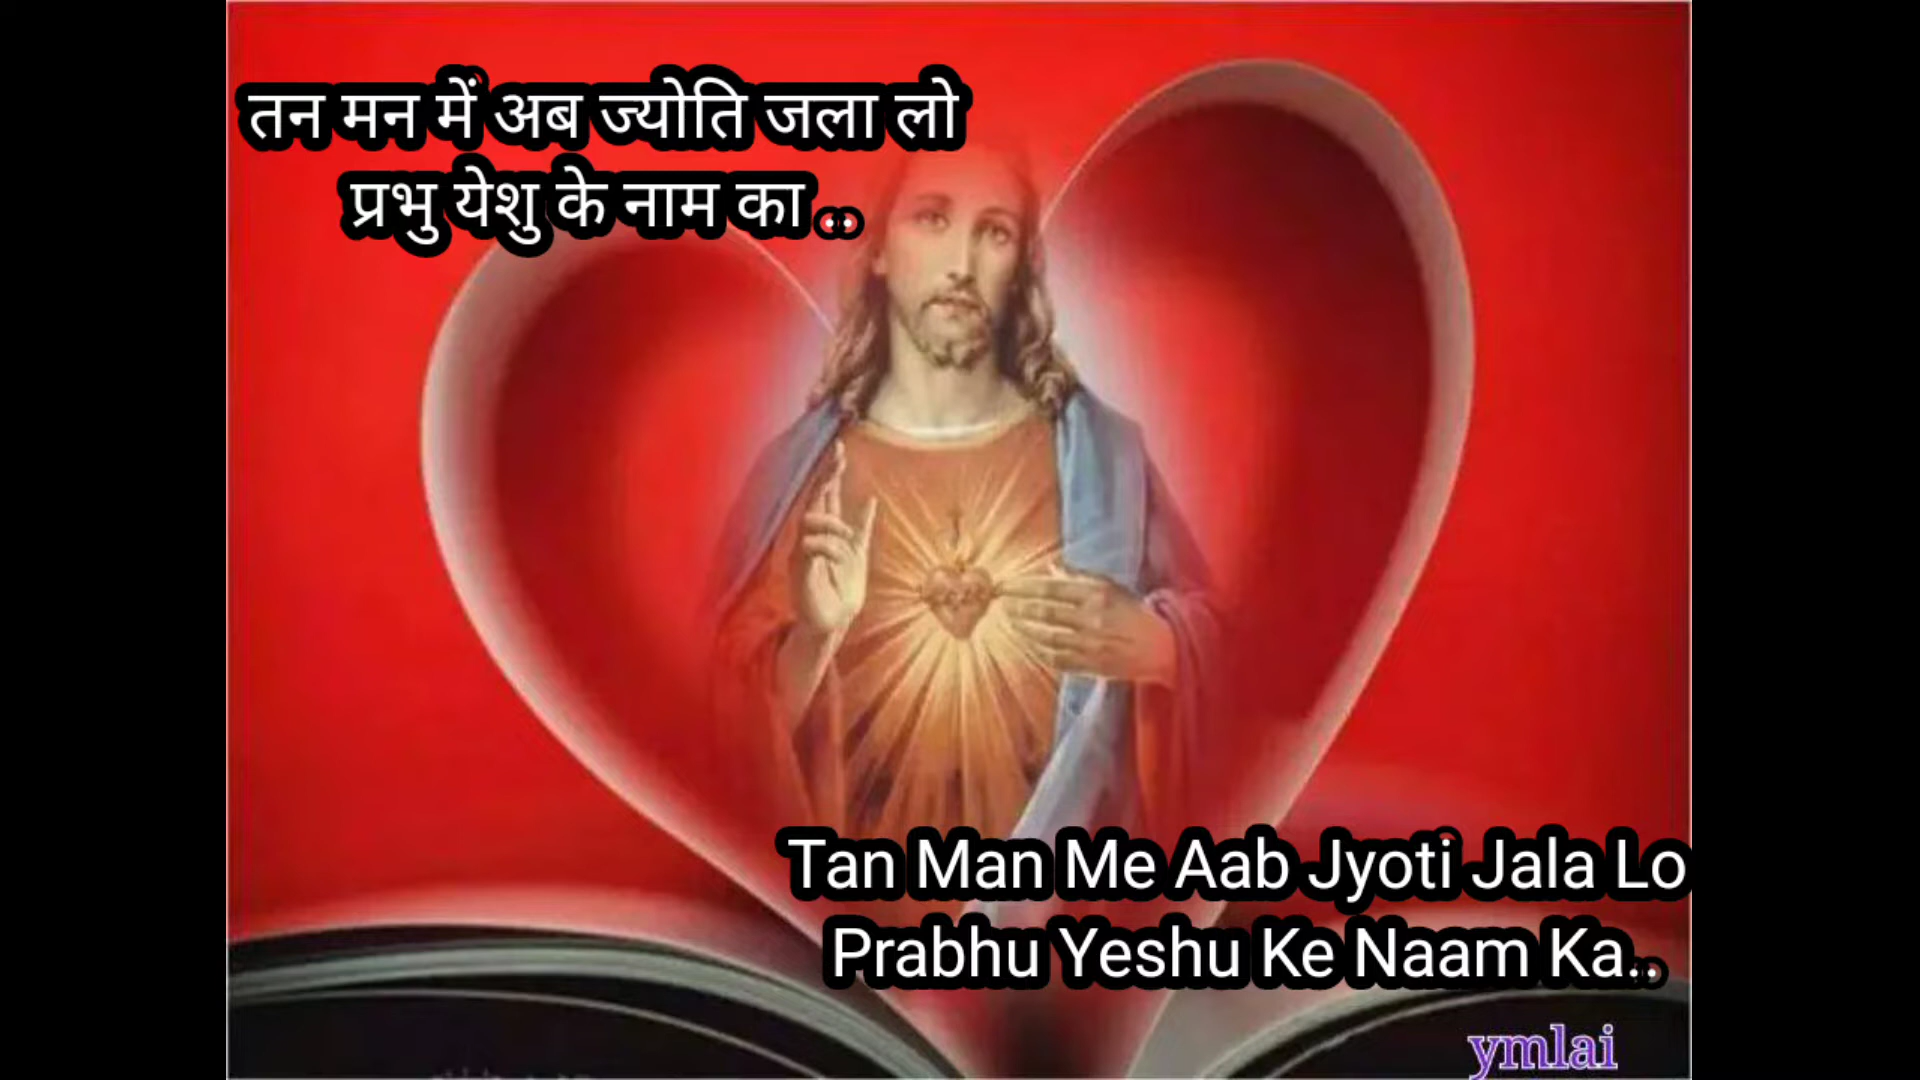 तन मन में अब ज्योति जला लो
प्रभु येशु के नाम का ..
Tan Man Me Aab Jyoti Jala Lo
Prabhu Yeshu Ke Naam Ka..
ymlai